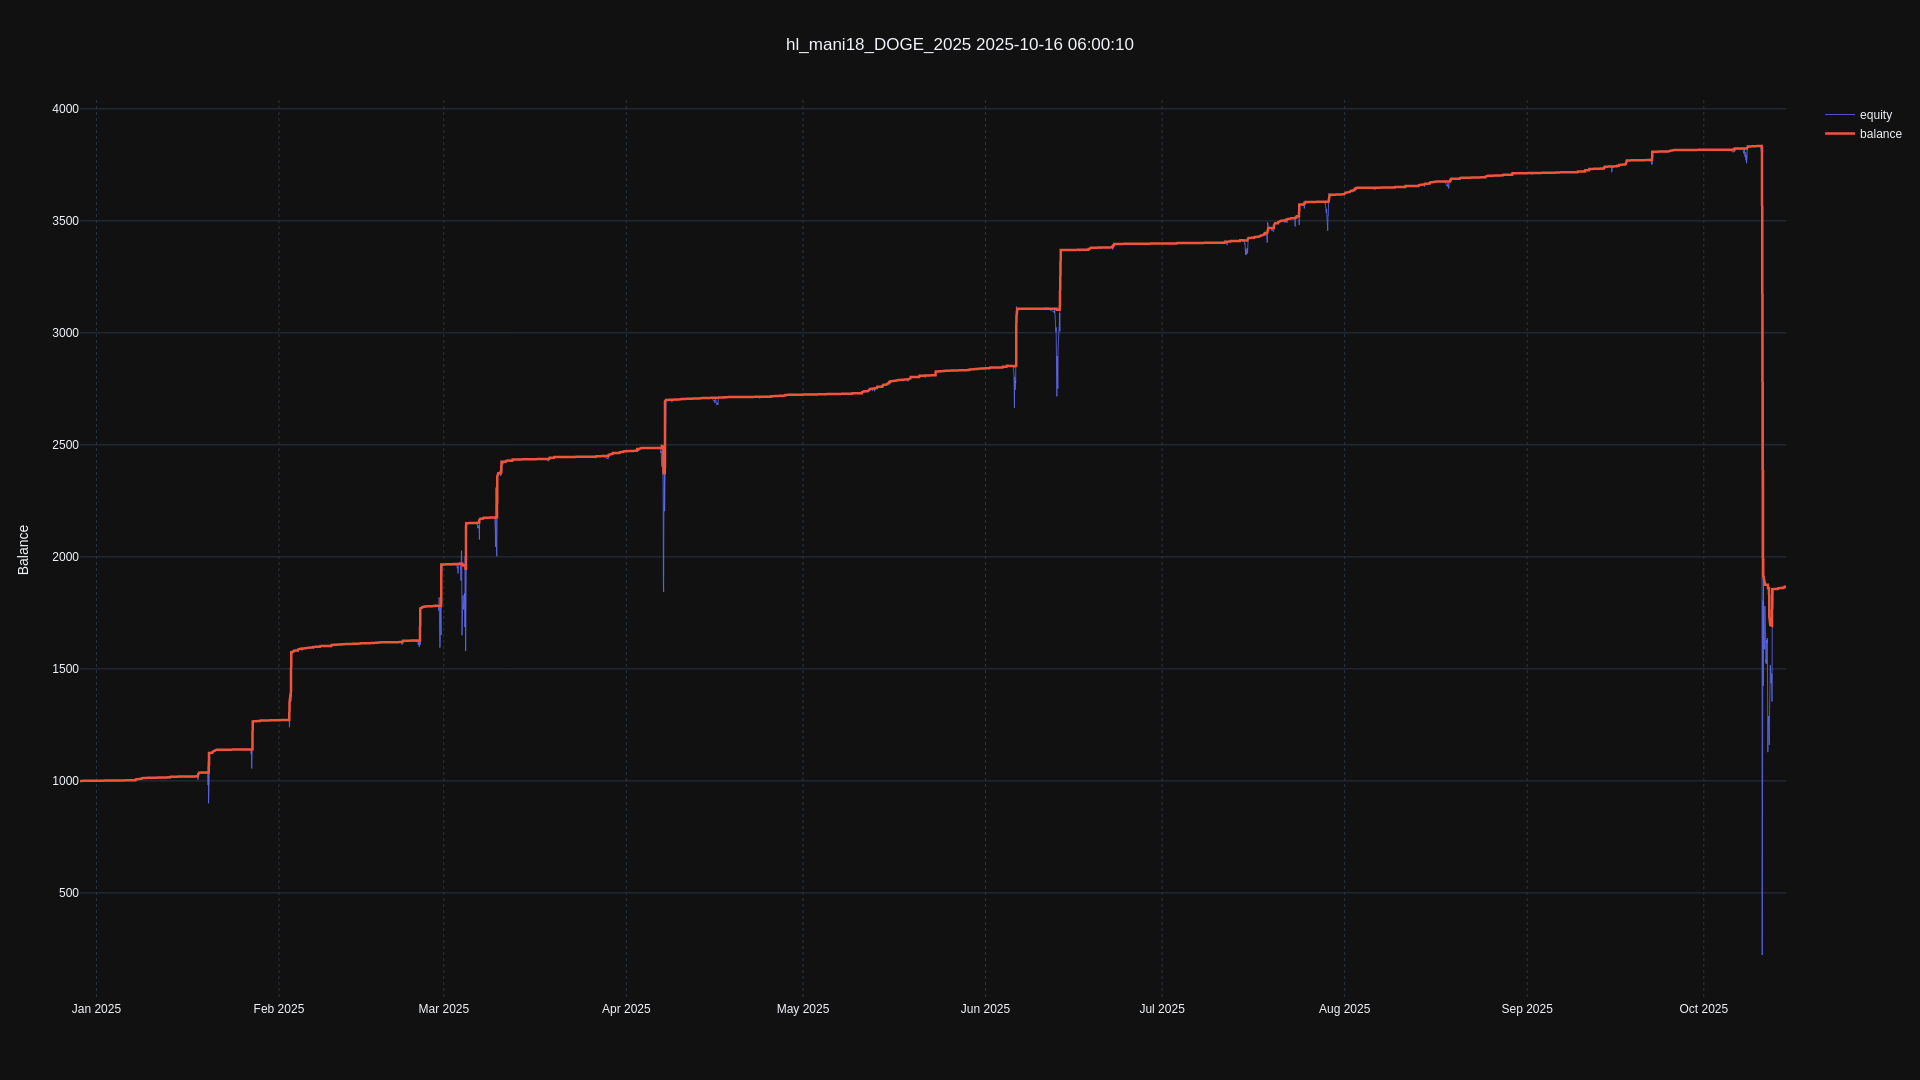 hl_mani18_DOGE_2025 2025-10-16 06:00:10
equity
balance
Balance
4000
3500
3000
2500
2000
1500
1000
500
Jan 2025
Feb 2025
Mar 2025
Apr 2025
May 2025
Jun 2025
Jul 2025
Aug 2025
Sep 2025
Oct 2025